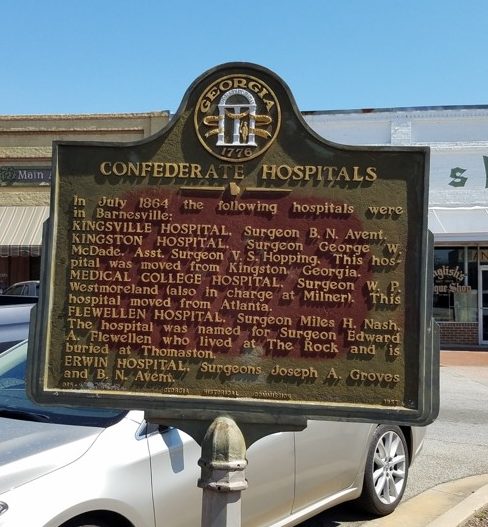 GEORGIA
1776
CONFEDERATE HOSPITALS
In July 1864 the following hospitals were
in Barnesville:
KINGSVILLE HOSPITAL, Surgeon B. N. Avent.
KINGSTON HOSPITAL, Surgeon George W.
McDade, Asst. Surgeon V. S. Hopping. This hos-
pital was moved from Kingston, Georgia.
MEDICAL COLLEGE HOSPITAL, Surgeon W. P.
Westmoreland (also in charge at Milner). This
hospital moved from Atlanta.
FLEWELLEN HOSPITAL, Surgeon Miles H. Nash.
The hospital was named for Surgeon Edward
A. Flewellen who lived at The Rock and is
buried at Thomaston.
ERWIN HOSPITAL, Surgeons Joseph A. Groves
and B. N. Avent.
GEORGIA HISTORICAL COMMISSION
Main
s